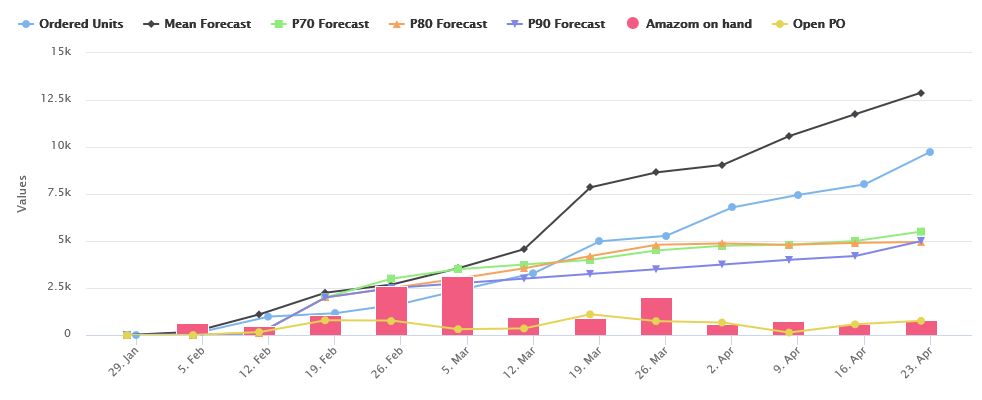 Ordered Units Mean Forecast P70 Forecast P80 Forecast P90 Forecast Amazom on hand Open PO
15k
12.5k
10k
7.5k
5k
2.5k
0
Values
29. Jan 5. Feb 12. Feb 19. Feb 26. Feb 5. Mar 12. Mar 19. Mar 26. Mar 2. Apr 9. Apr 16. Apr 23. Apr